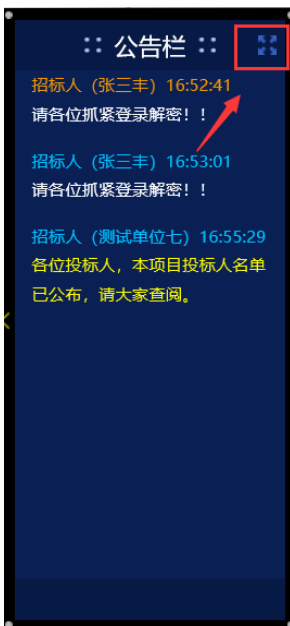 公告栏
招标人（张三丰）16:52:41
请各位抓紧登录解密！！
招标人（张三丰）16:53:01
请各位抓紧登录解密！！
招标人（测试单位七）16:55:29
各位投标人，本项目投标人名单
已公布，请大家查阅。